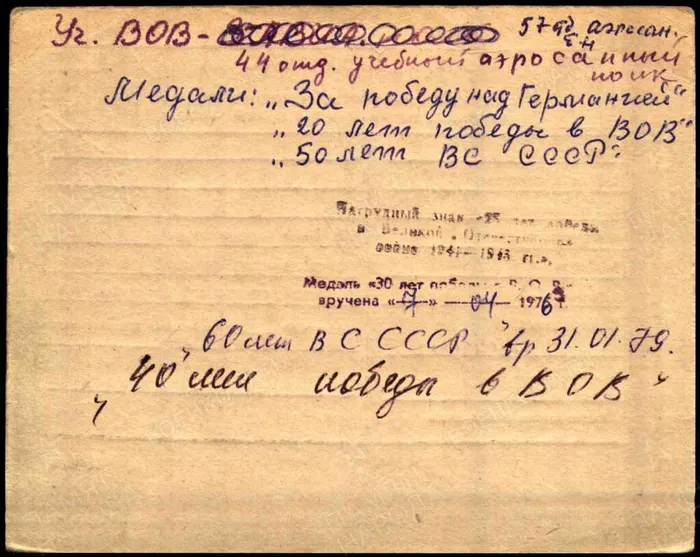 Уч. ВОВ - 57 аэросан.
44 отд. учебный аэросанный
полк
Медали: „За победу над Германией"
„20 лет победы в ВОВ"
„50 лет ВС СССР"
Нагрудный знак «25 лет победы
в Великой Отечественной
войне 1941—1945 гг.»,
Медаль «30 лет победы в В. О. В.»
вручена «7» — 04 — 1976 г.
„60 лет ВС СССР" вр 31.01.79.
„40 лет победы в ВОВ"